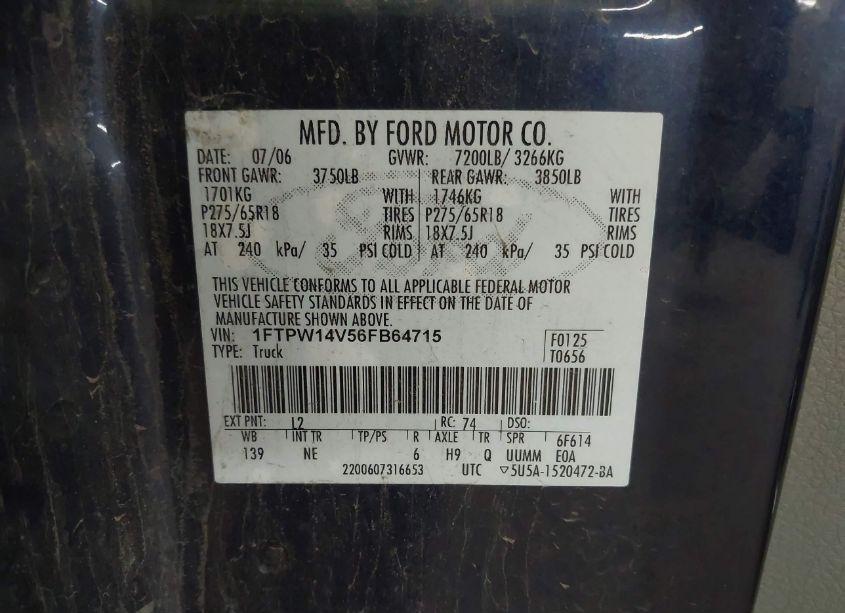 MFD. BY FORD MOTOR CO.
DATE: 07/06 GVWR: 7200LB/ 3266KG
FRONT GAWR: 3750LB REAR GAWR: 3850LB
1701KG WITH 1746KG WITH
P275/65R18 TIRES P275/65R18 TIRES
18X7.5J RIMS 18X7.5J RIMS
AT 240 kPa/ 35 PSI COLD AT 240 kPa/ 35 PSI COLD
THIS VEHICLE CONFORMS TO ALL APPLICABLE FEDERAL MOTOR
VEHICLE SAFETY STANDARDS IN EFFECT ON THE DATE OF
MANUFACTURE SHOWN ABOVE.
VIN: 1FTPW14V56FB64715 F0125
TYPE: Truck T0656
EXT PNT: L2 RC: 74 DSO:
WB INT TR TP/PS R AXLE TR SPR 6F614
139 NE 6 H9 Q UUMM EOA
2200607316653 UTC ▽5U5A-1520472-BA